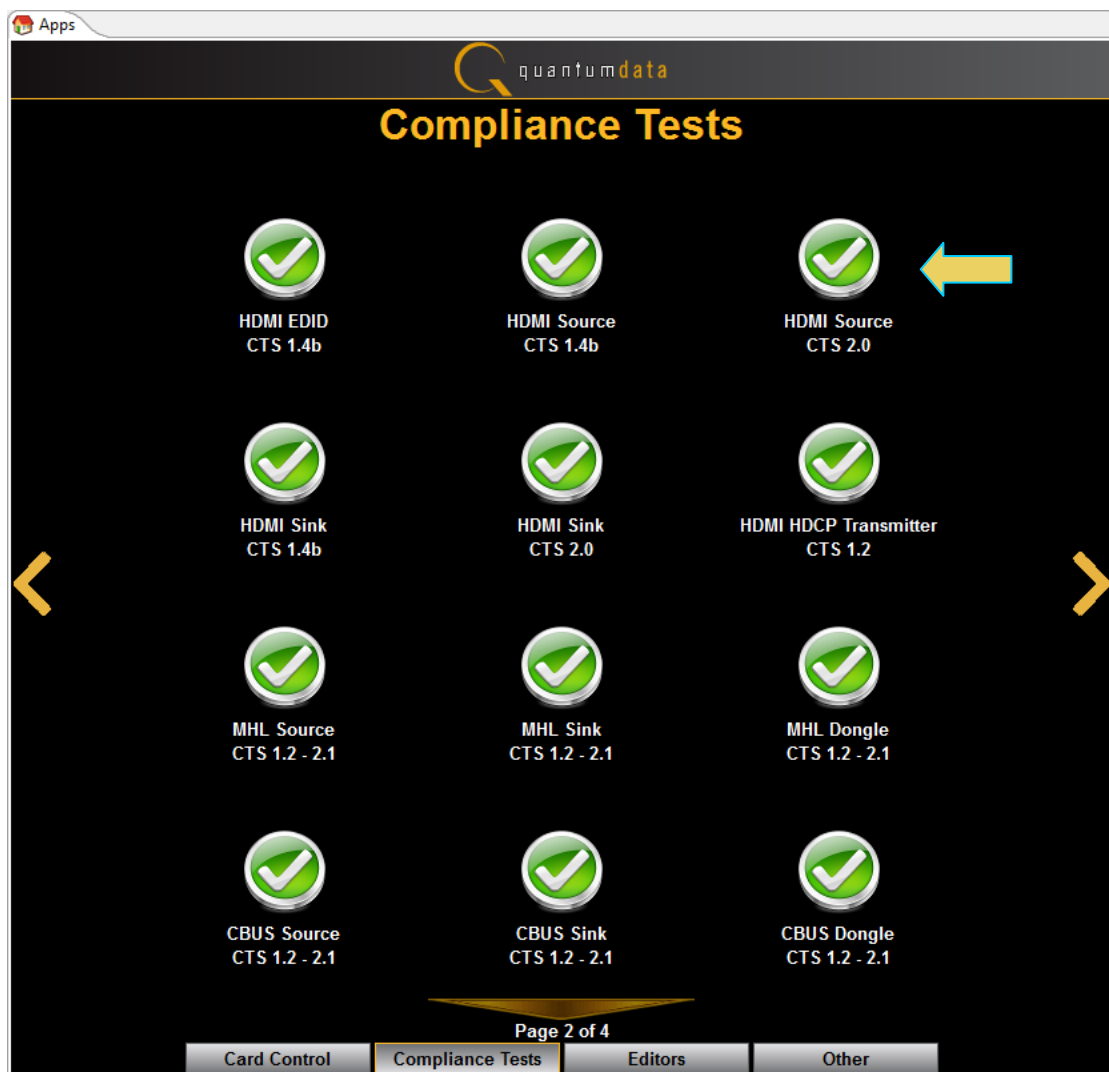 Apps
quantumdata
Compliance Tests
HDMI EDID
CTS 1.4b
HDMI Source
CTS 1.4b
HDMI Source
CTS 2.0
HDMI Sink
CTS 1.4b
HDMI Sink
CTS 2.0
HDMI HDCP Transmitter
CTS 1.2
MHL Source
CTS 1.2 - 2.1
MHL Sink
CTS 1.2 - 2.1
MHL Dongle
CTS 1.2 - 2.1
CBUS Source
CTS 1.2 - 2.1
CBUS Sink
CTS 1.2 - 2.1
CBUS Dongle
CTS 1.2 - 2.1
Page 2 of 4
Card Control
Compliance Tests
Editors
Other